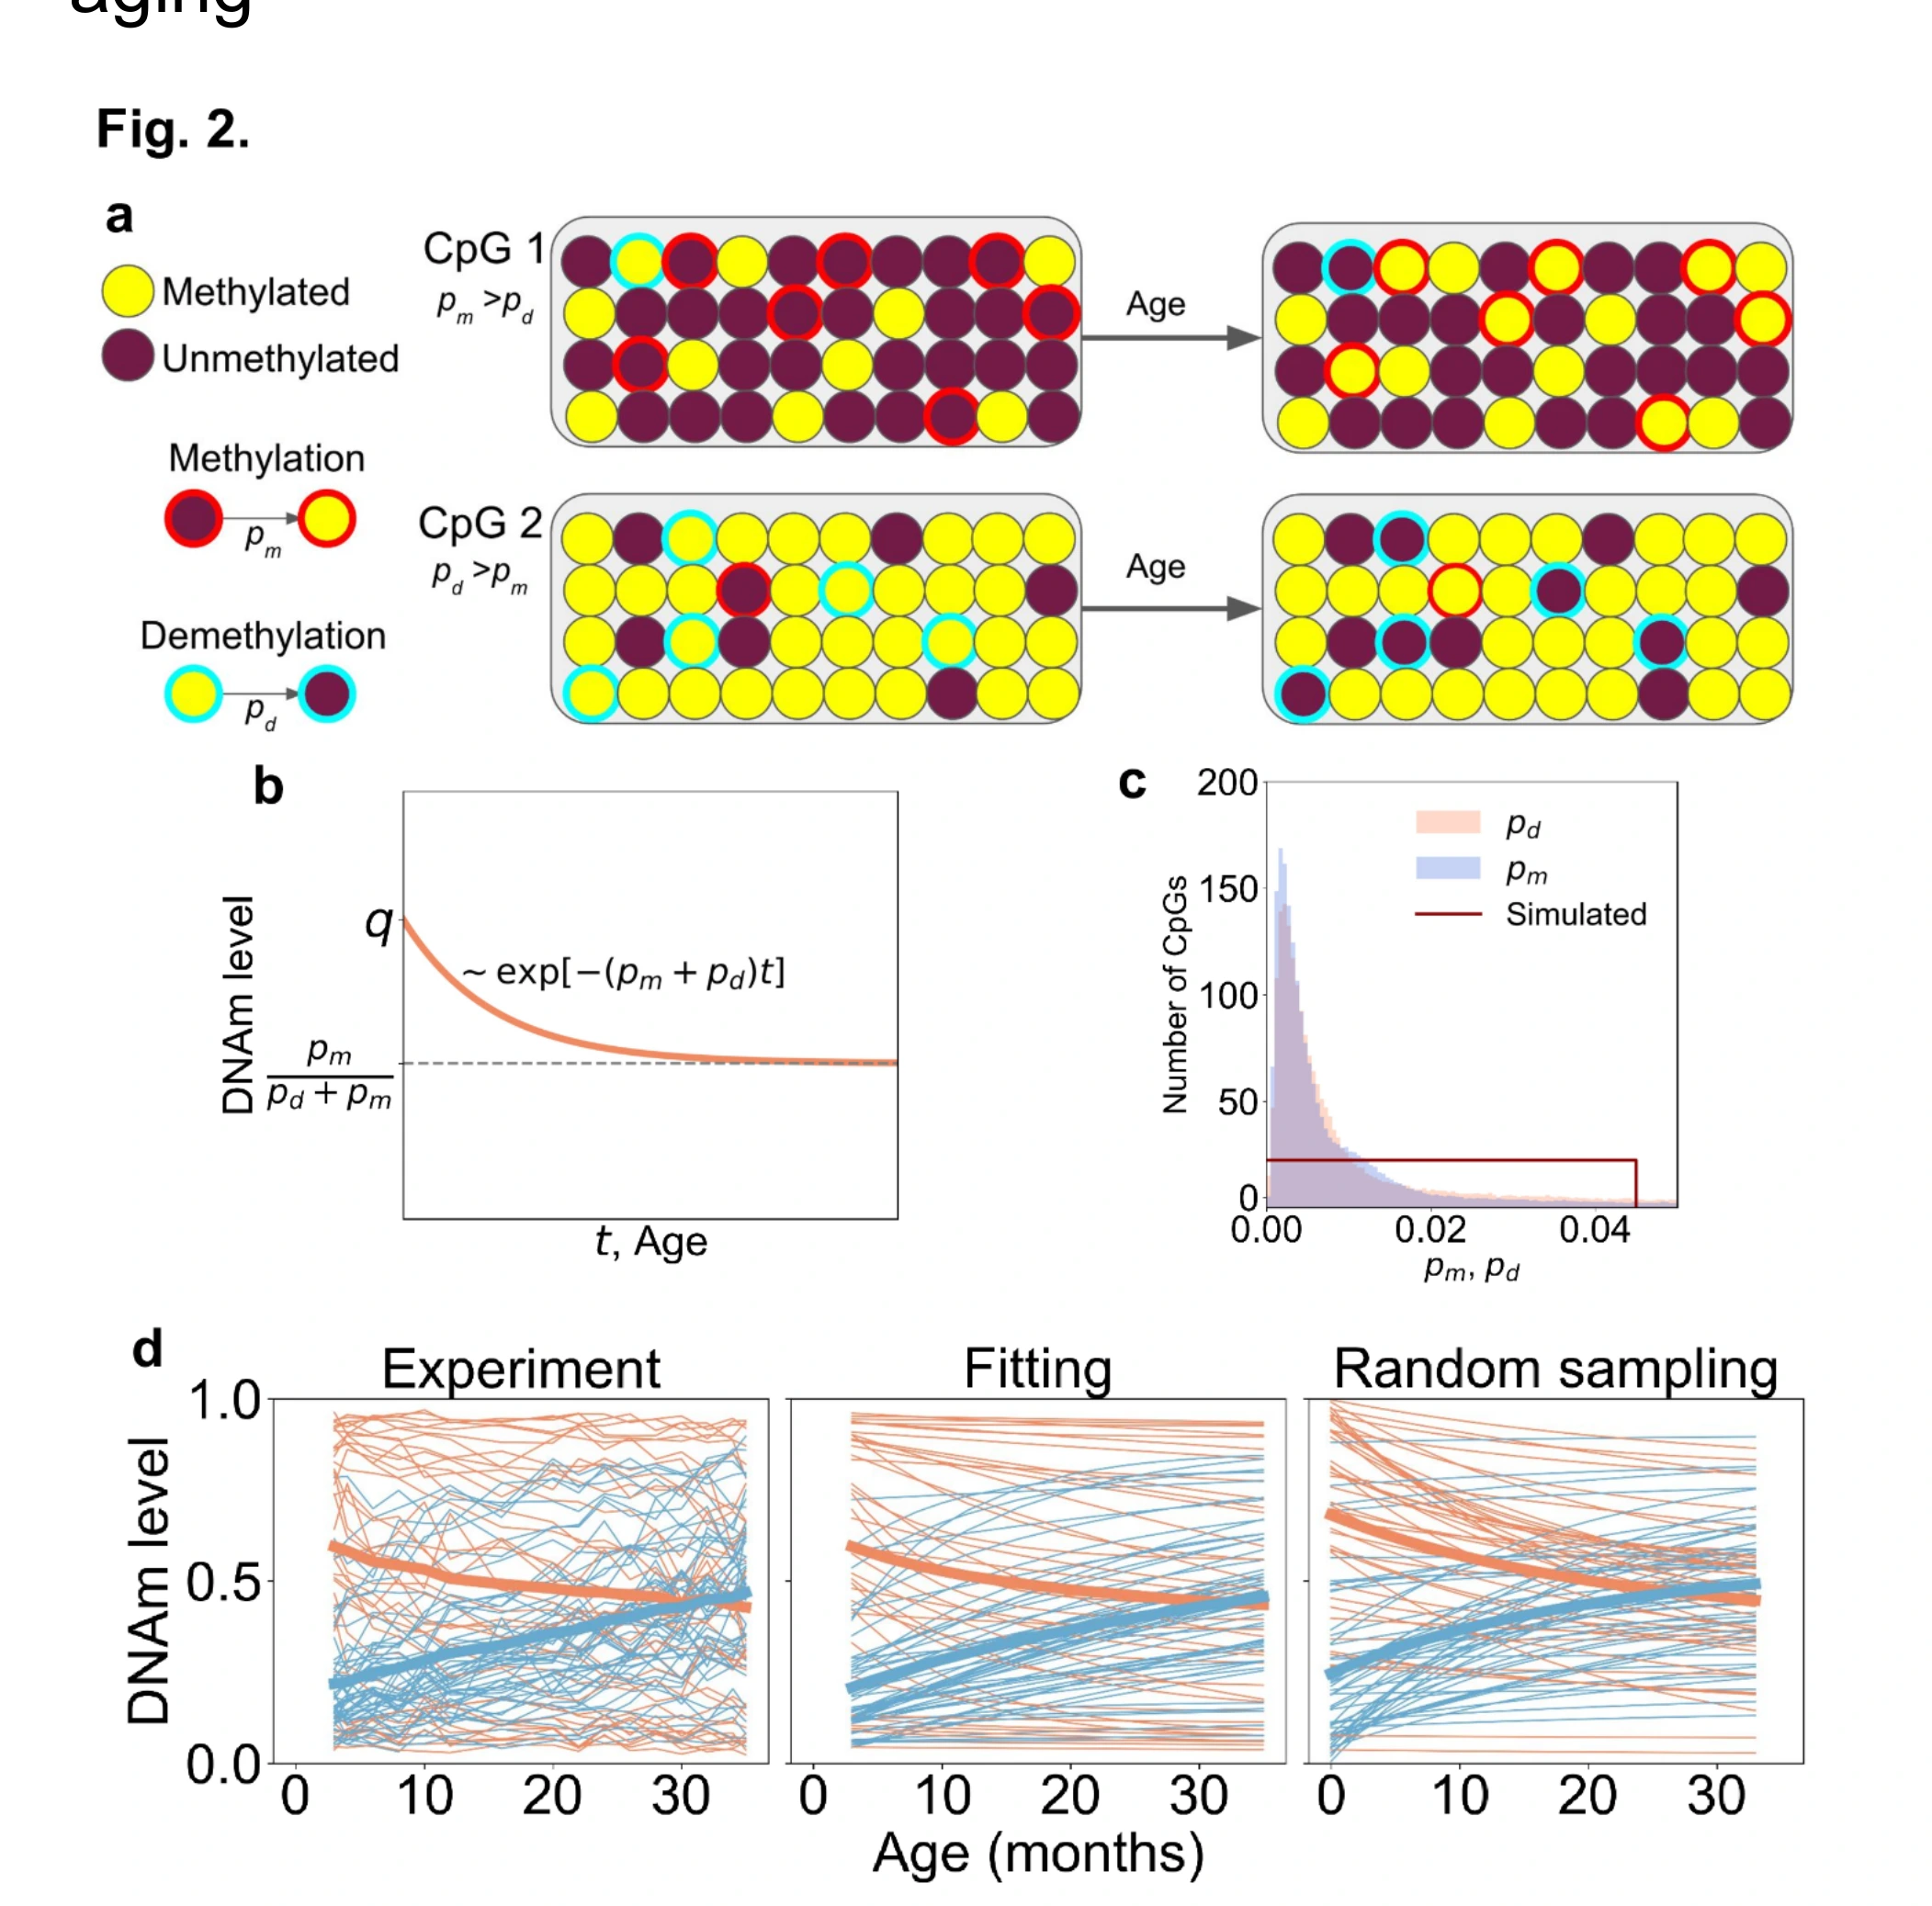 aging
Fig. 2.
a
Methylated
Unmethylated
Methylation
p_m
Demethylation
p_d
CpG 1
p_m >p_d
Age
CpG 2
p_d >p_m
Age
b
DNAm level
q
~ exp[−(p_m + p_d)t]
p_m
p_d + p_m
t, Age
c
Number of CpGs
200
150
100
50
0
p_d
p_m
Simulated
0.00 0.02 0.04
p_m, p_d
d
Experiment Fitting Random sampling
DNAm level
1.0
0.5
0.0
0 10 20 30 0 10 20 30 0 10 20 30
Age (months)